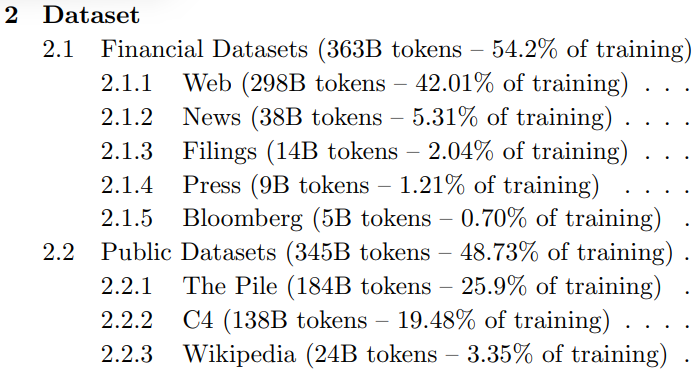 2 Dataset
2.1 Financial Datasets (363B tokens – 54.2% of training)
2.1.1 Web (298B tokens – 42.01% of training) . . .
2.1.2 News (38B tokens – 5.31% of training) . . . .
2.1.3 Filings (14B tokens – 2.04% of training) . . .
2.1.4 Press (9B tokens – 1.21% of training) . . . .
2.1.5 Bloomberg (5B tokens – 0.70% of training) .
2.2 Public Datasets (345B tokens – 48.73% of training) .
2.2.1 The Pile (184B tokens – 25.9% of training) .
2.2.2 C4 (138B tokens – 19.48% of training) . . . .
2.2.3 Wikipedia (24B tokens – 3.35% of training) .